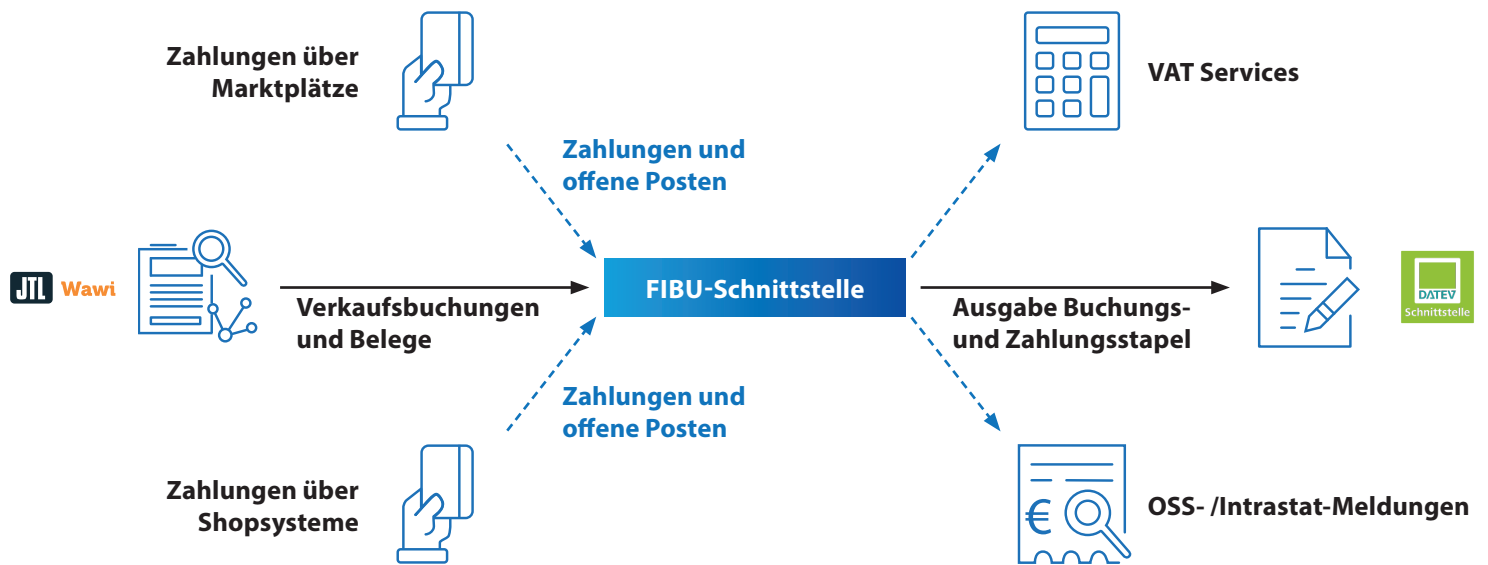 Zahlungen über
Marktplätze
VAT Services
Zahlungen und
offene Posten
JTL Wawi
Verkaufsbuchungen
und Belege
FIBU-Schnittstelle
Ausgabe Buchungs-
und Zahlungsstapel
DATEV
Schnittstelle
Zahlungen und
offene Posten
Zahlungen über
Shopsysteme
€
OSS- /Intrastat-Meldungen